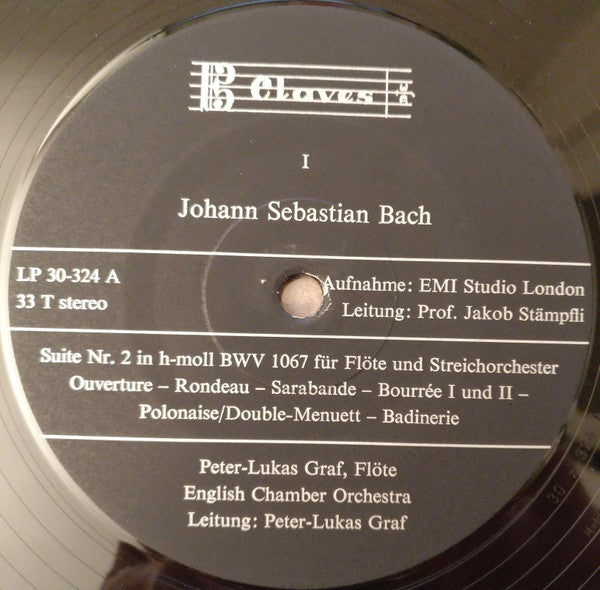 Claves
I
Johann Sebastian Bach
LP 30-324 A
33 T stereo
Aufnahme: EMI Studio London
Leitung: Prof. Jakob Stämpfli
Suite Nr. 2 in h-moll BWV 1067 für Flöte und Streichorchester
Ouverture – Rondeau – Sarabande – Bourrée I und II –
Polonaise/Double-Menuett – Badinerie
Peter-Lukas Graf, Flöte
English Chamber Orchestra
Leitung: Peter-Lukas Graf